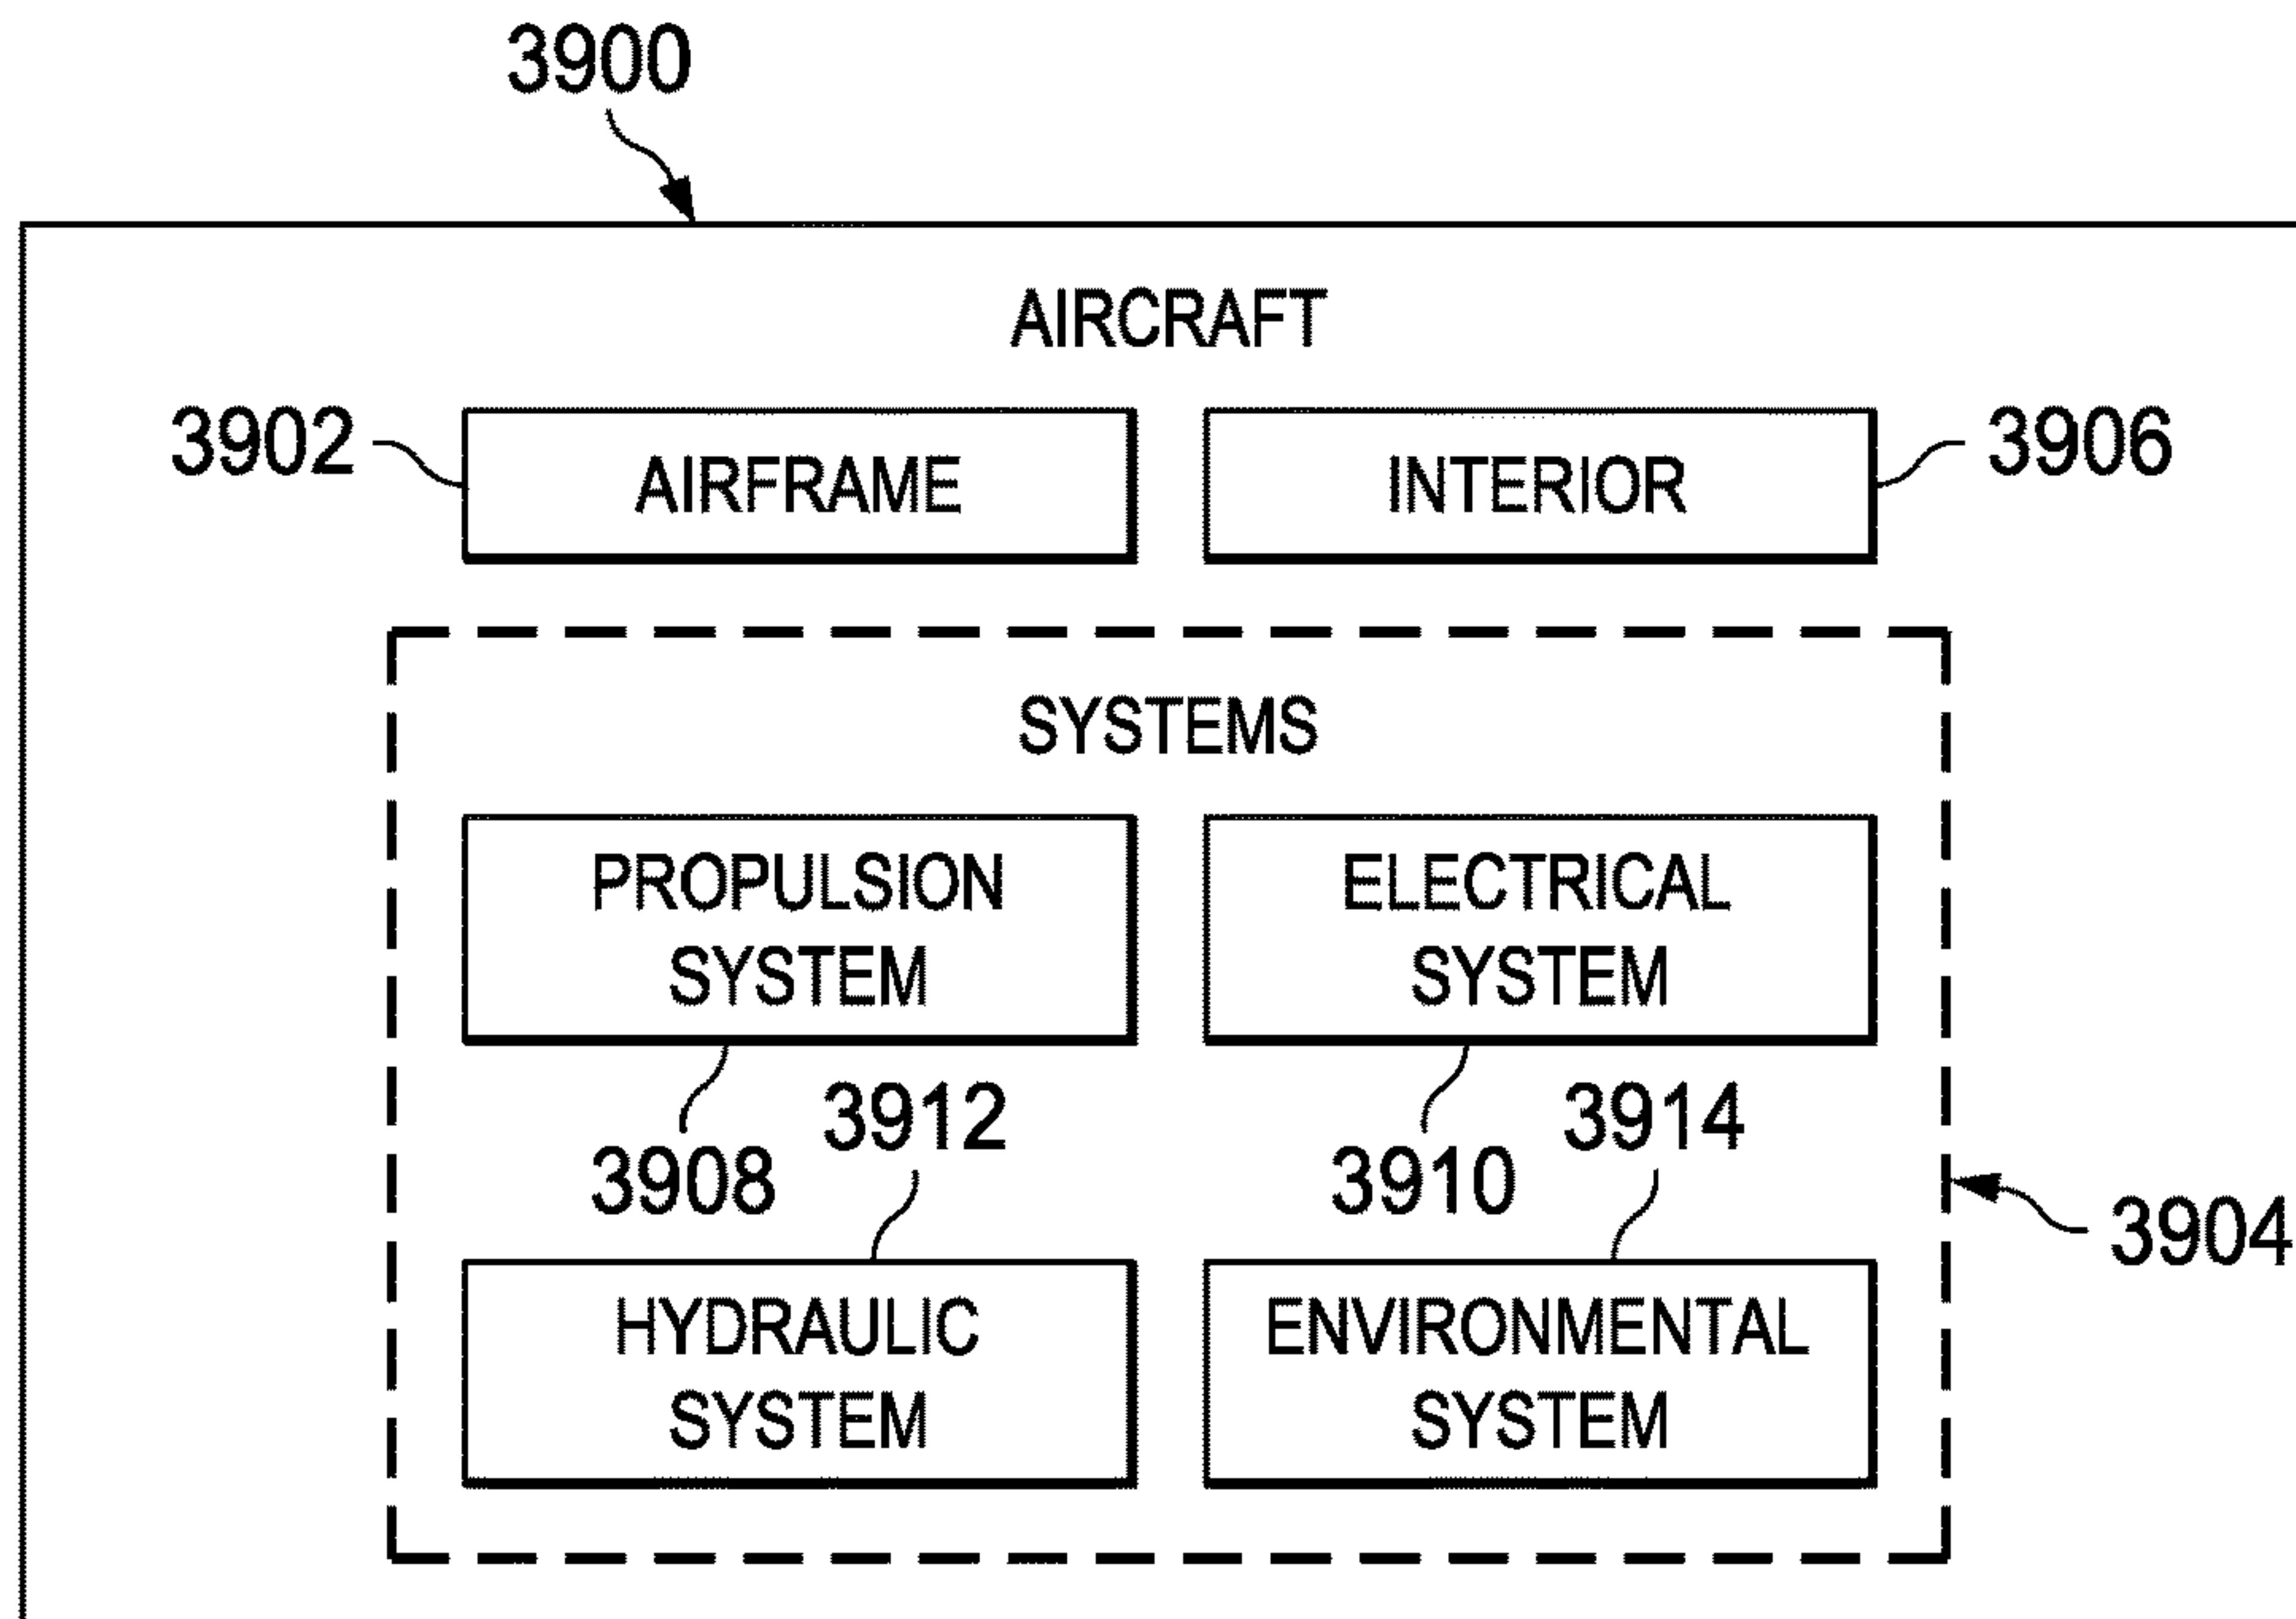 3900
AIRCRAFT
3902
AIRFRAME
INTERIOR
3906
SYSTEMS
PROPULSION
SYSTEM
ELECTRICAL
SYSTEM
3908
3912
3910
3914
3904
HYDRAULIC
SYSTEM
ENVIRONMENTAL
SYSTEM